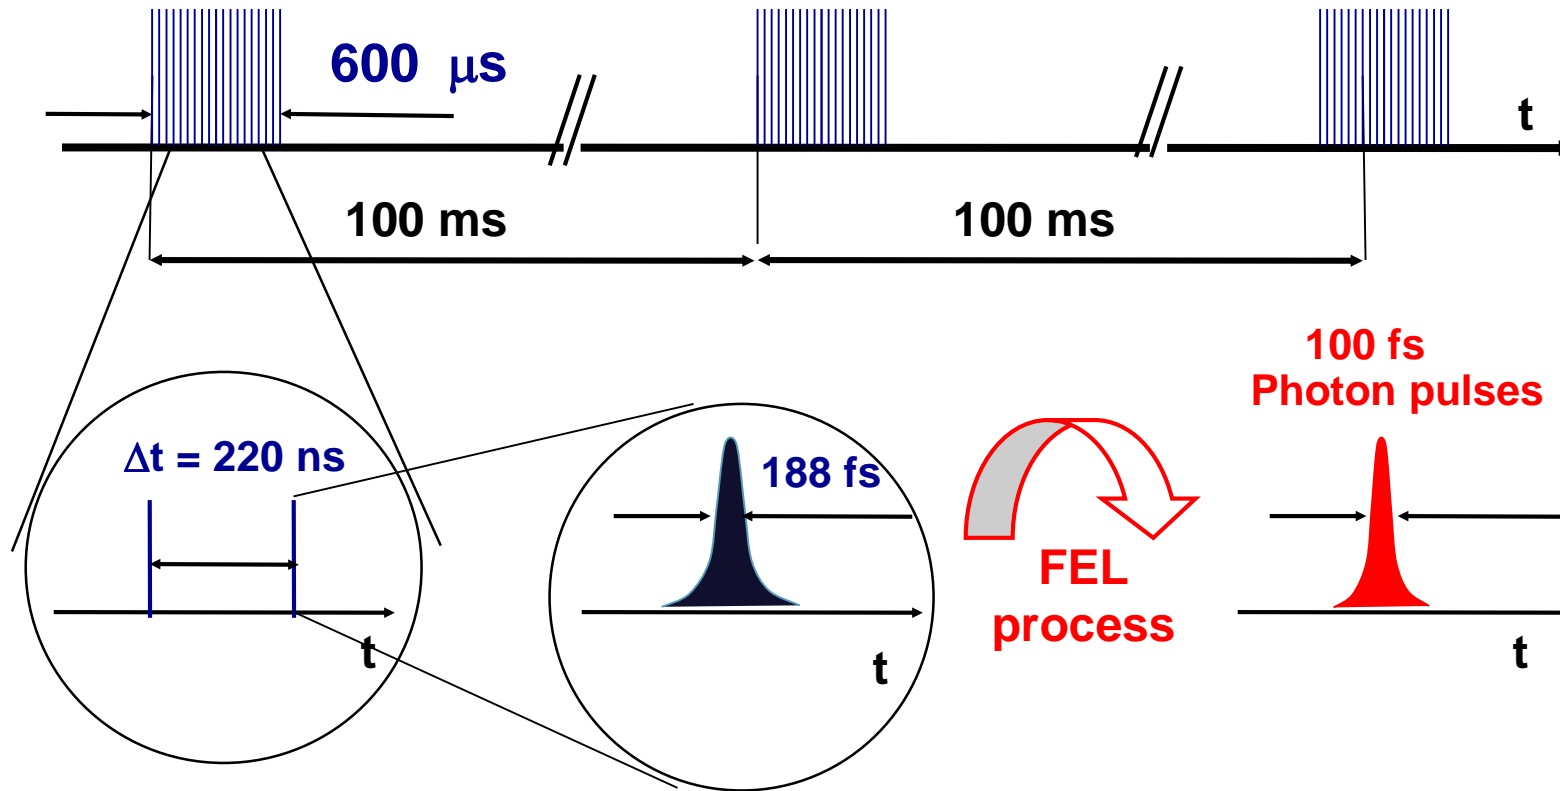 600 μs
t
100 ms
100 ms
100 fs
Photon pulses
Δt = 220 ns
188 fs
FEL
process
t
t
t